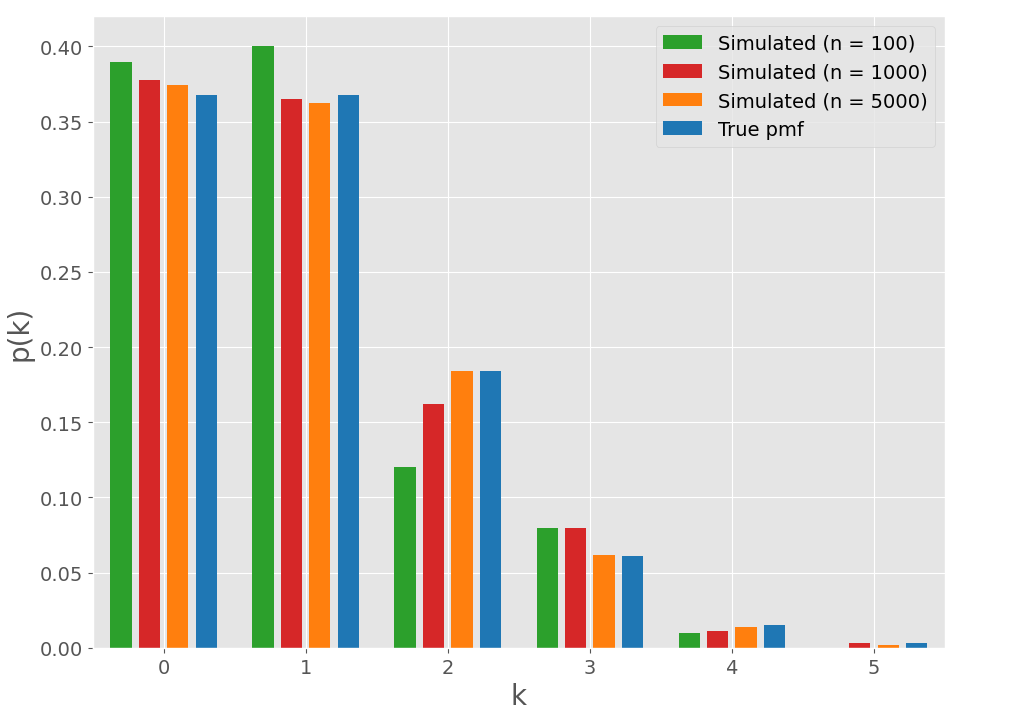 Simulated (n = 100)
Simulated (n = 1000)
Simulated (n = 5000)
True pmf
p(k)
0.40
0.35
0.30
0.25
0.20
0.15
0.10
0.05
0.00
0 1 2 3 4 5
k